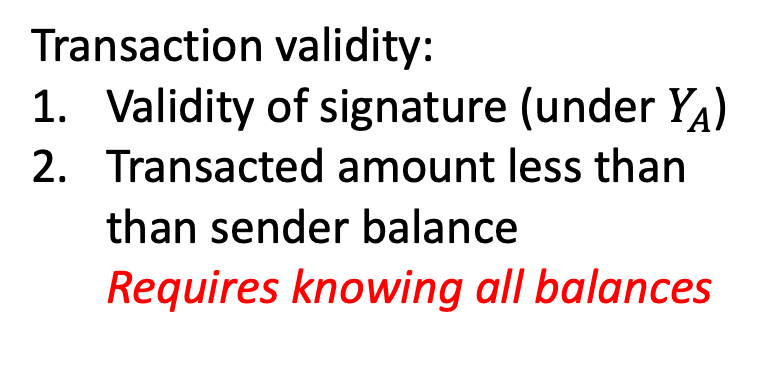 Transaction validity:
1. Validity of signature (under Y_A)
2. Transacted amount less than
than sender balance
Requires knowing all balances